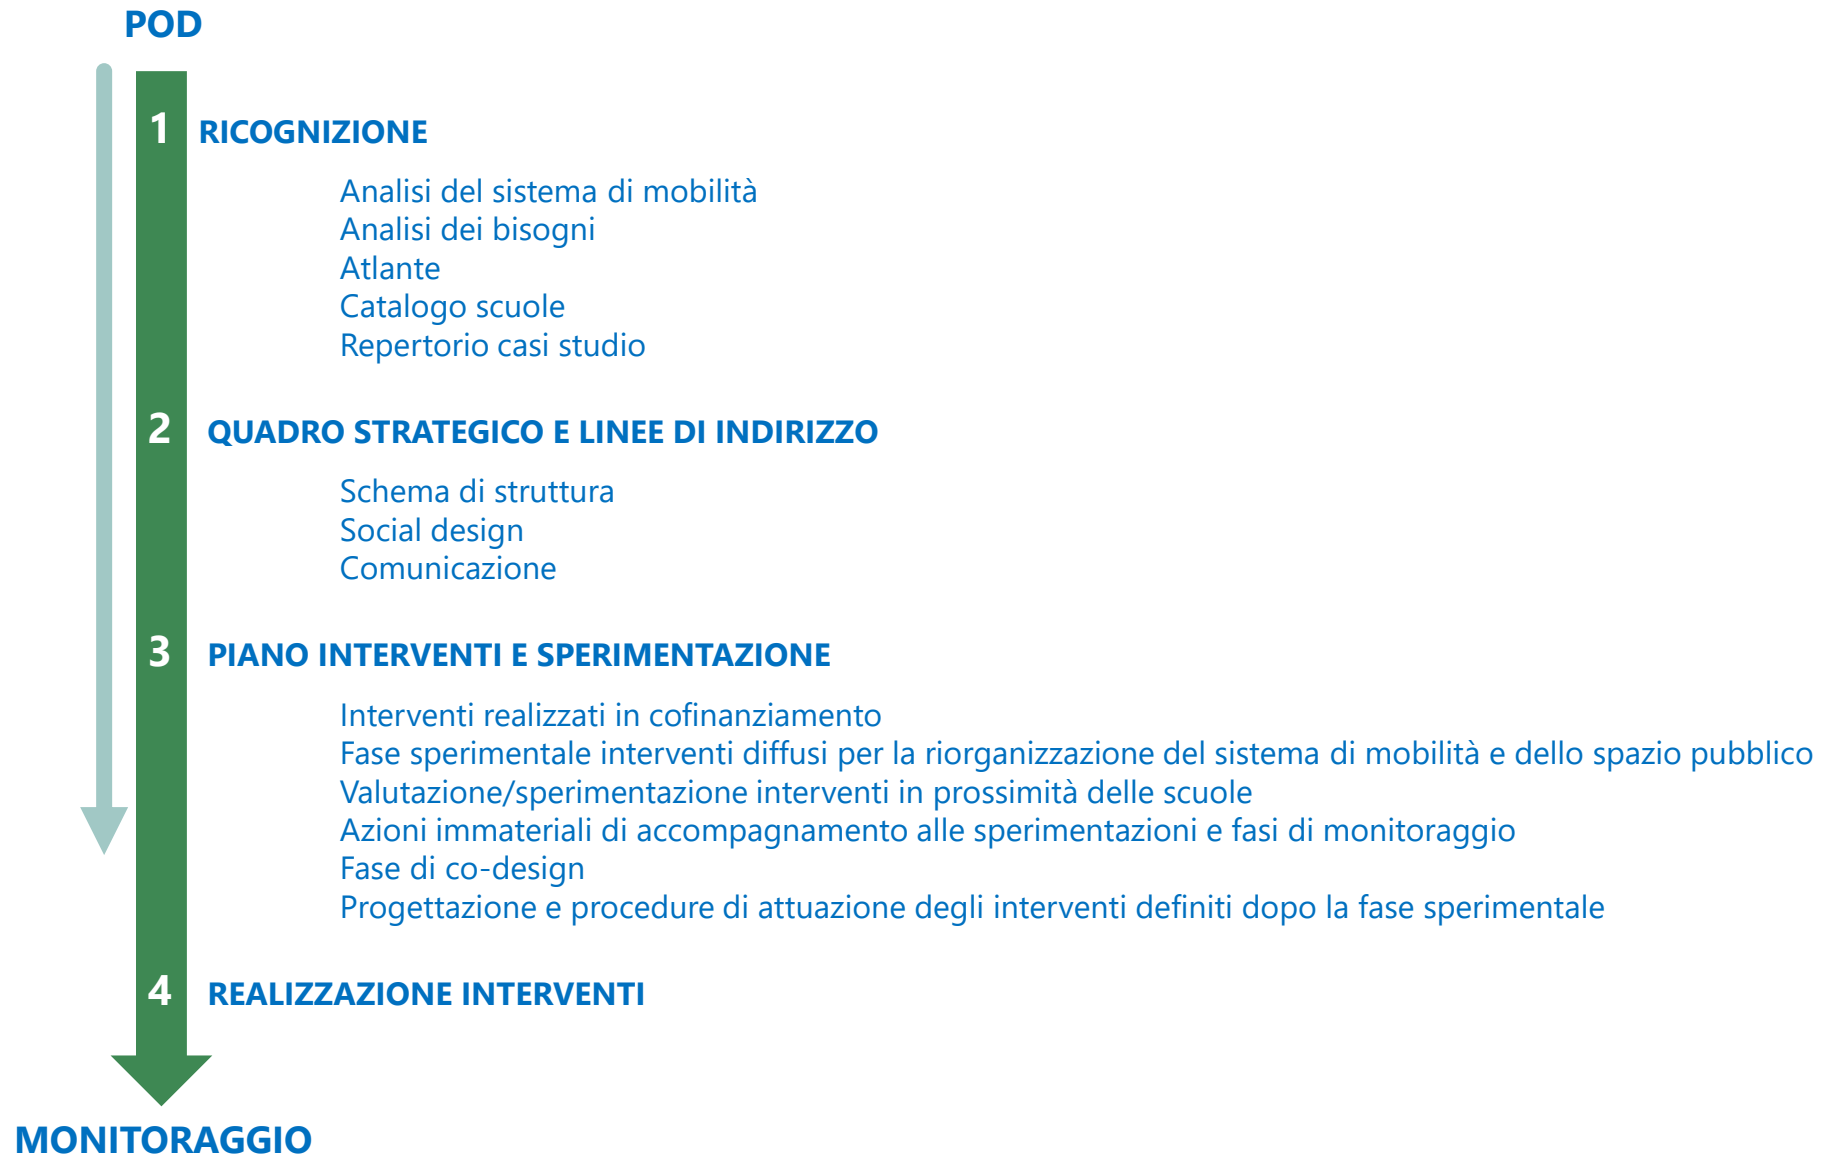 POD
1 RICOGNIZIONE
Analisi del sistema di mobilità
Analisi dei bisogni
Atlante
Catalogo scuole
Repertorio casi studio
2 QUADRO STRATEGICO E LINEE DI INDIRIZZO
Schema di struttura
Social design
Comunicazione
3 PIANO INTERVENTI E SPERIMENTAZIONE
Interventi realizzati in cofinanziamento
Fase sperimentale interventi diffusi per la riorganizzazione del sistema di mobilità e dello spazio pubblico
Valutazione/sperimentazione interventi in prossimità delle scuole
Azioni immateriali di accompagnamento alle sperimentazioni e fasi di monitoraggio
Fase di co-design
Progettazione e procedure di attuazione degli interventi definiti dopo la fase sperimentale
4 REALIZZAZIONE INTERVENTI
MONITORAGGIO